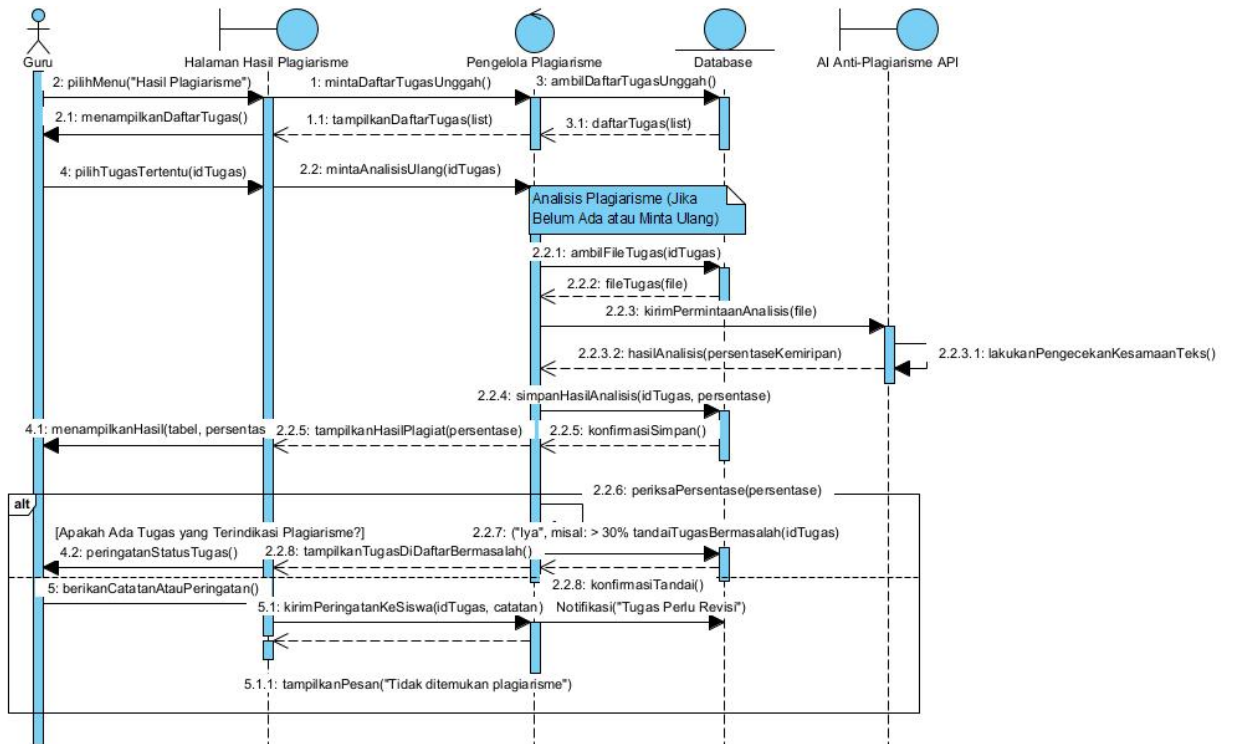 Guru
Halaman Hasil Plagiarisme
Pengelola Plagiarisme
Database
AI Anti-Plagiarisme API
2: pilihMenu("Hasil Plagiarisme")
1: mintaDaftarTugasUnggah()
3: ambilDaftarTugasUnggah()
2.1: menampilkanDaftarTugas()
1.1: tampilkanDaftarTugas(list)
3.1: daftarTugas(list)
4: pilihTugasTertentu(idTugas)
2.2: mintaAnalisisUlang(idTugas)
Analisis Plagiarisme (Jika
Belum Ada atau Minta Ulang)
2.2.1: ambilFileTugas(idTugas)
2.2.2: fileTugas(file)
2.2.3: kirimPermintaanAnalisis(file)
2.2.3.2: hasilAnalisis(persentaseKemiripan)
2.2.3.1: lakukanPengecekanKesamaanTeks()
2.2.4: simpanHasilAnalisis(idTugas, persentase)
4.1: menampilkanHasil(tabel, persentas
2.2.5: tampilkanHasilPlagiat(persentase)
2.2.5: konfirmasiSimpan()
2.2.6: periksaPersentase(persentase)
alt
[Apakah Ada Tugas yang Terindikasi Plagiarisme?]
2.2.7: ("Iya", misal: > 30% tandaiTugasBermasalah(idTugas)
4.2: peringatanStatusTugas()
2.2.8: tampilkanTugasDiDaftarBermasalah()
2.2.8: konfirmasiTandai()
5: berikanCatatanAtauPeringatan()
5.1: kirimPeringatanKeSiswa(idTugas, catatan)
Notifikasi("Tugas Perlu Revisi")
5.1.1: tampilkanPesan("Tidak ditemukan plagiarisme")